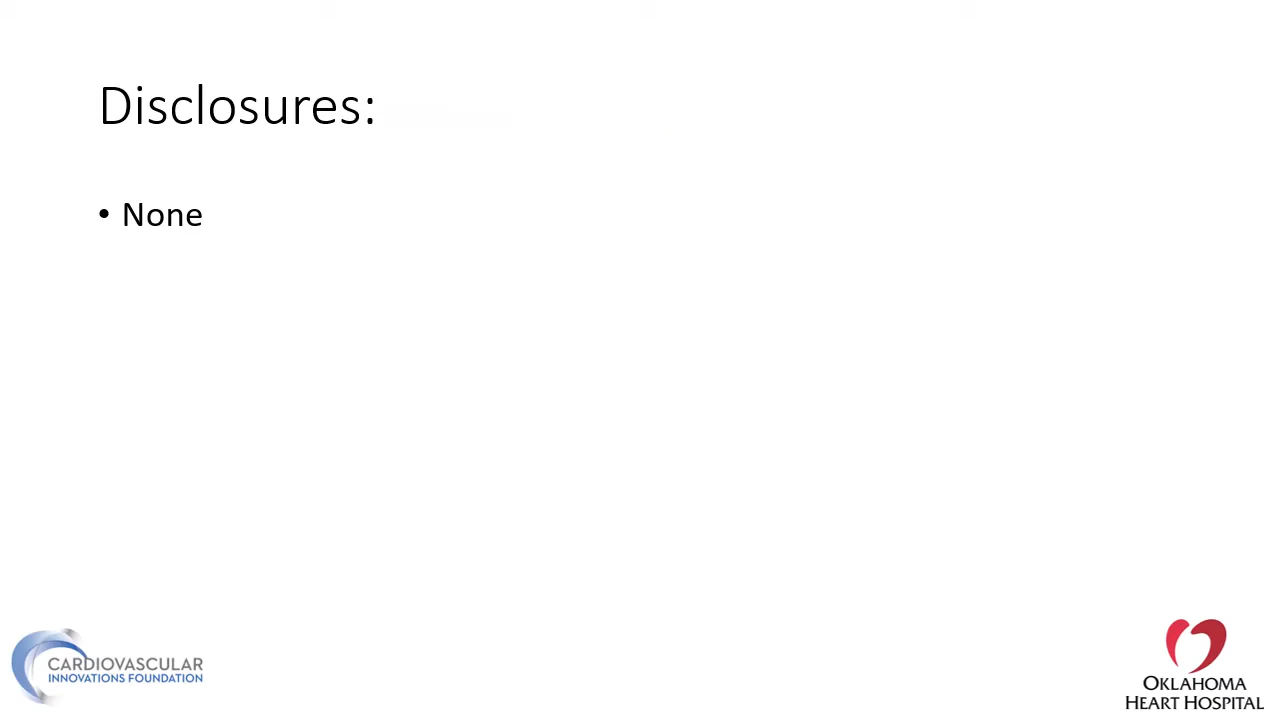 Disclosures:
• None
CARDIOVASCULAR
INNOVATIONS FOUNDATION
OKLAHOMA
HEART HOSPITAL